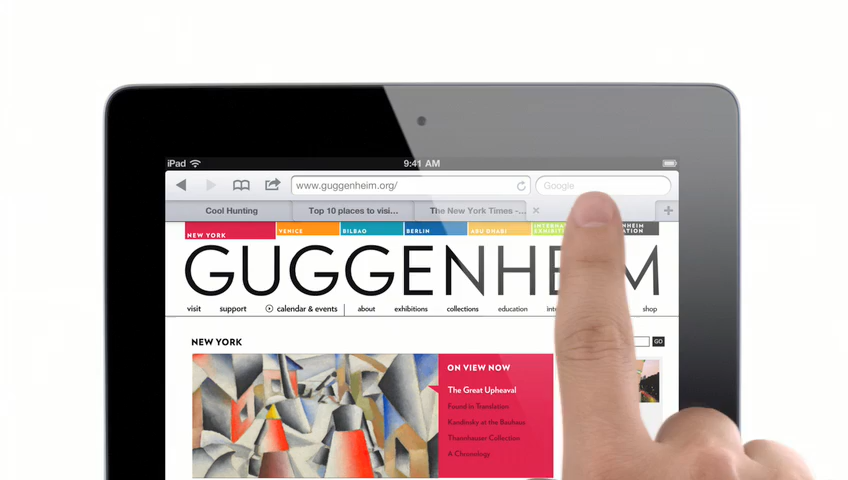 iPad 9:41 AM
www.guggenheim.org/ Google
Cool Hunting Top 10 places to visi... The New York Times -...
NEW YORK VENICE BILBAO BERLIN ABU DHABI
GUGGENHEIM
visit support calendar & events about exhibitions collections education shop
NEW YORK GO
ON VIEW NOW
The Great Upheaval
Found in Translation
Kandinsky at the Bauhaus
Thannhauser Collection
A Chronology